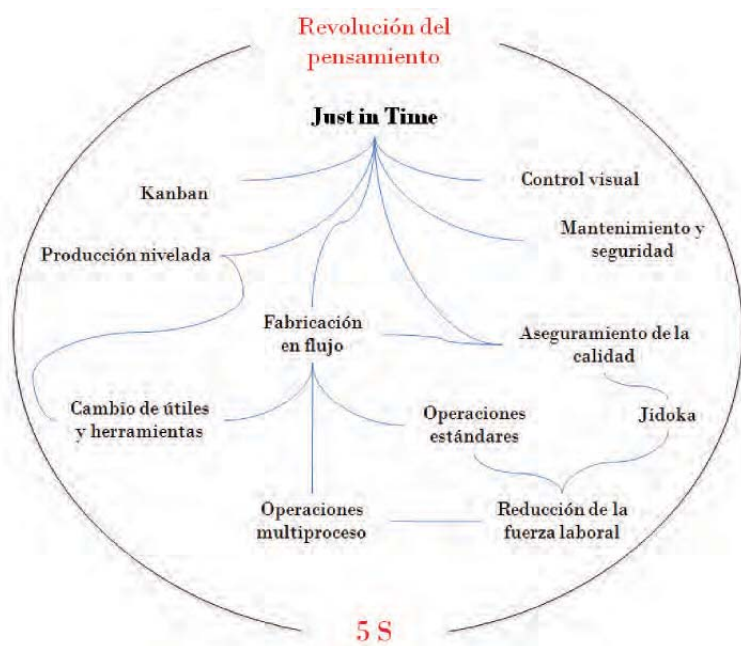 Revolución del
pensamiento
Just in Time
Kanban
Control visual
Mantenimiento y
seguridad
Producción nivelada
Fabricación
en flujo
Aseguramiento de la
calidad
Cambio de útiles
y herramientas
Operaciones
estándares
Jidoka
Operaciones
multiproceso
Reducción de la
fuerza laboral
5 S